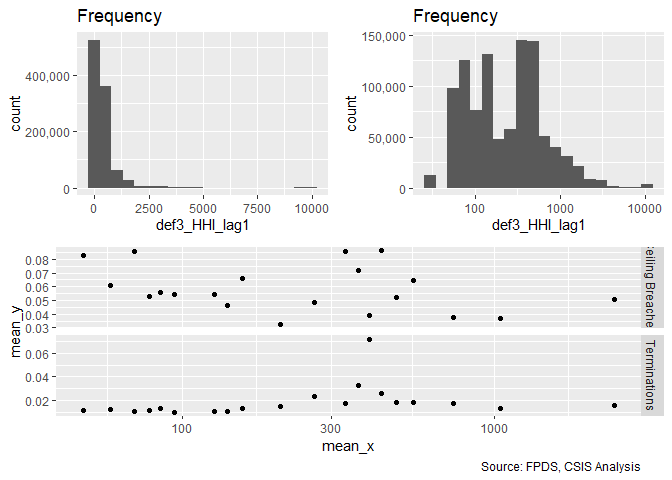 Frequency
400,000
200,000
0
count
0
2500
5000
7500
10000
def3_HHI_lag1
Frequency
150,000
100,000
50,000
0
count
100
1000
10000
def3_HHI_lag1
mean_y
0.08
0.07
0.06
0.05
0.04
0.03
Ceiling Breaches
0.06
0.04
0.02
Terminations
100
300
1000
mean_x
Source: FPDS, CSIS Analysis